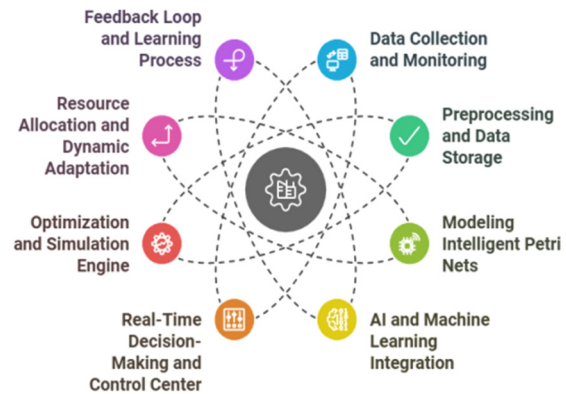 Feedback Loop
and Learning
Process
Data Collection
and Monitoring
Resource
Allocation and
Dynamic
Adaptation
Preprocessing
and Data
Storage
Optimization
and Simulation
Engine
Modeling
Intelligent Petri
Nets
Real-Time
Decision-
Making and
Control Center
AI and Machine
Learning
Integration